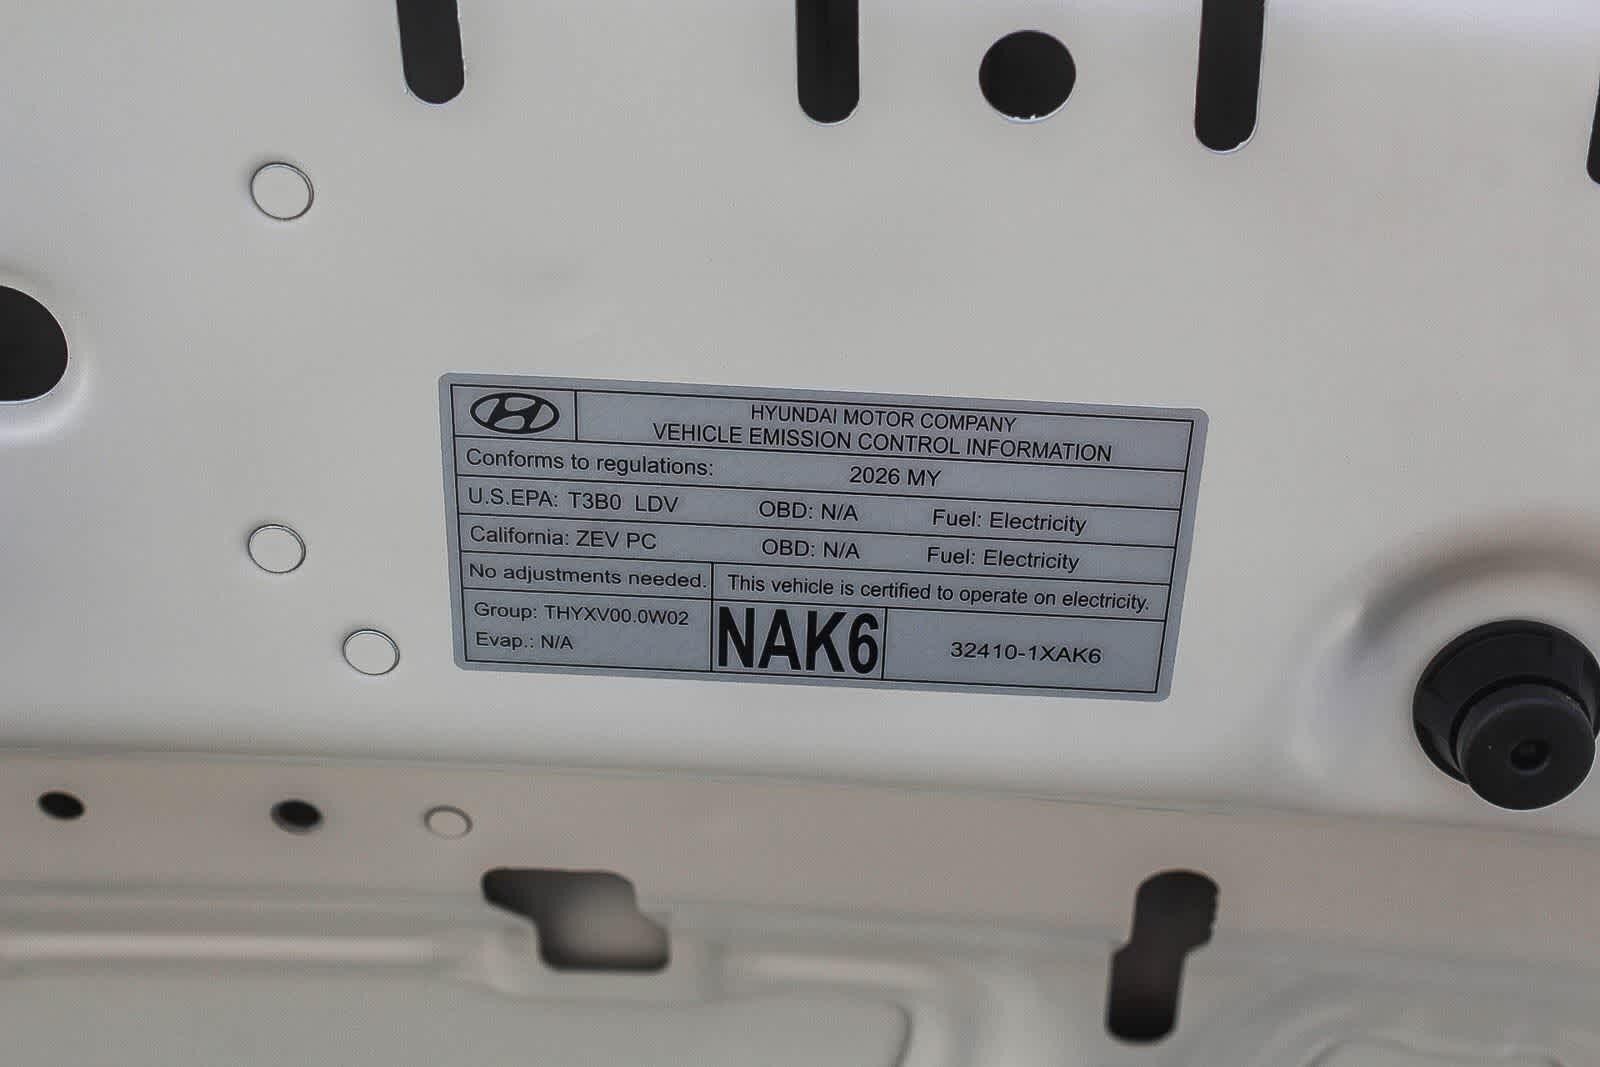 HYUNDAI MOTOR COMPANY
VEHICLE EMISSION CONTROL INFORMATION
Conforms to regulations: 2026 MY
U.S.EPA: T3B0 LDV OBD: N/A Fuel: Electricity
California: ZEV PC OBD: N/A Fuel: Electricity
No adjustments needed. This vehicle is certified to operate on electricity.
Group: THYXV00.0W02
Evap.: N/A
NAK6
32410-1XAK6